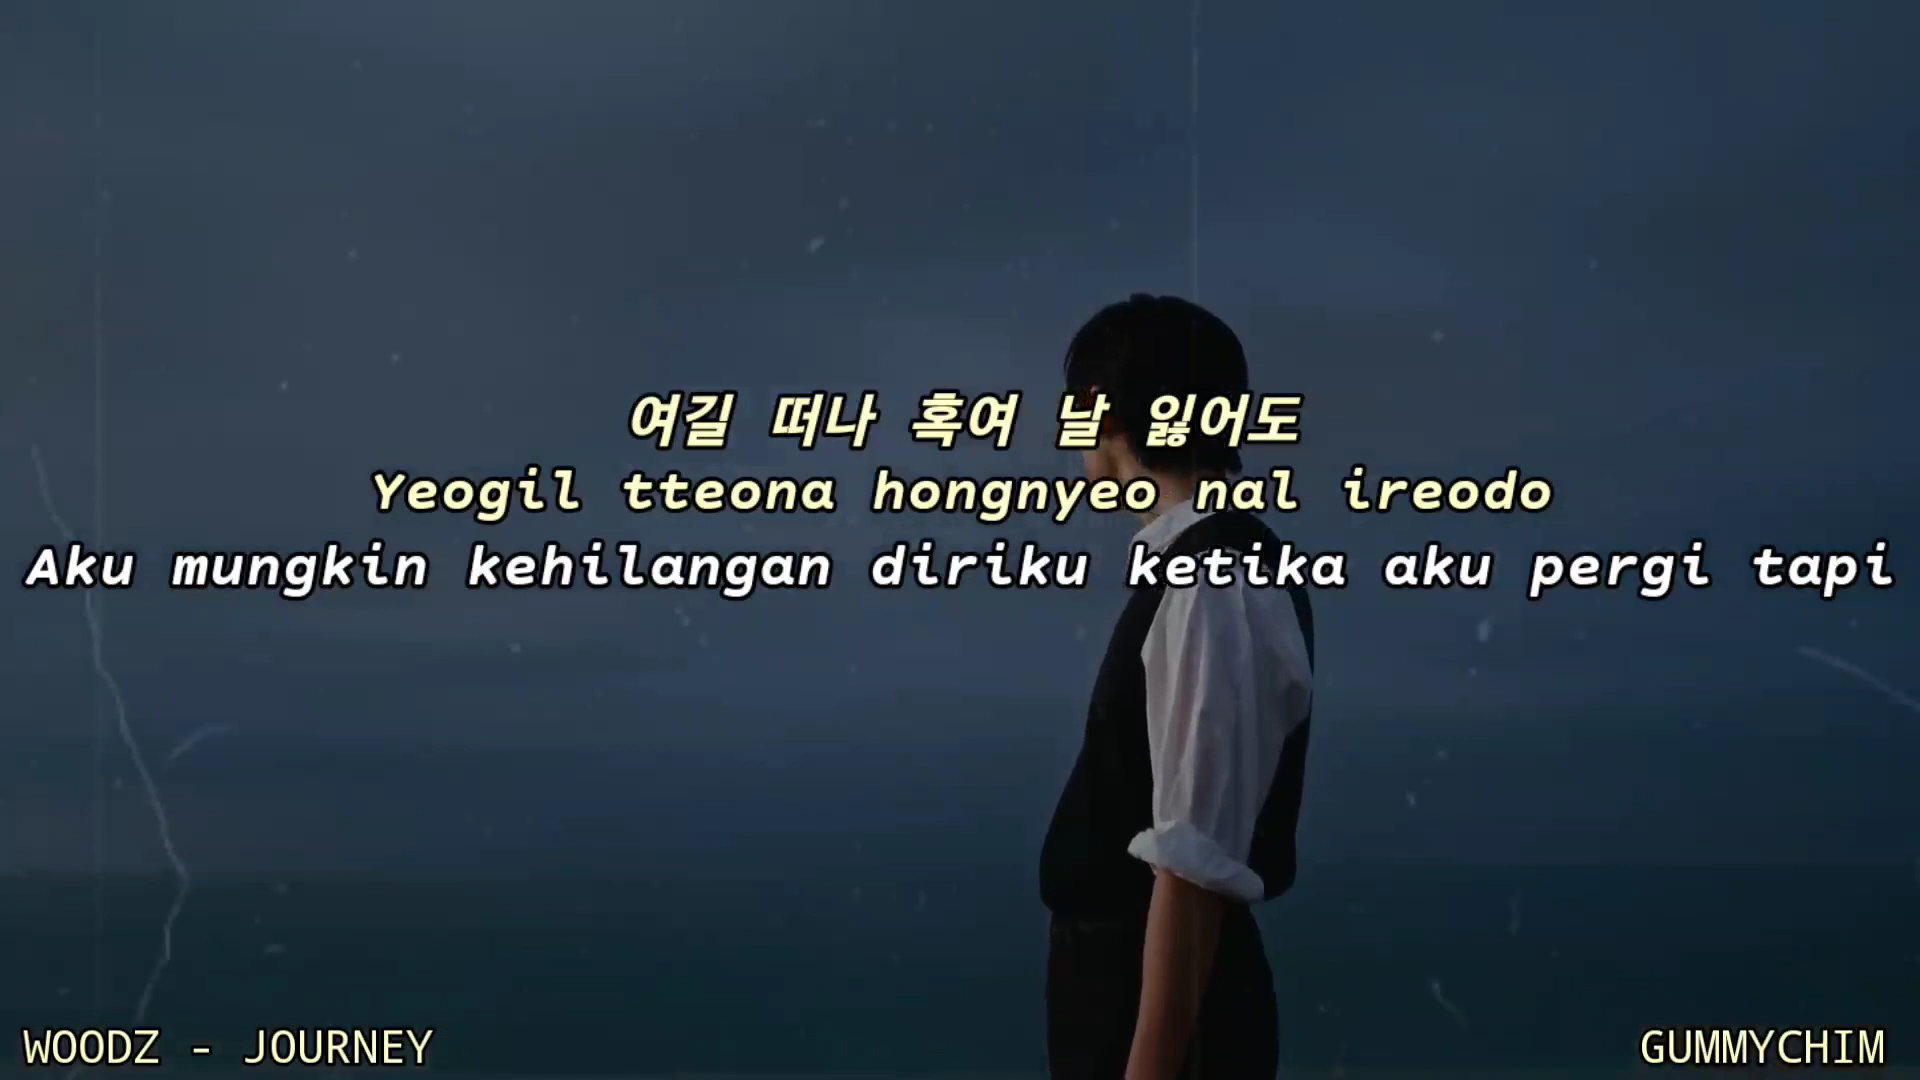 여길 떠나 혹여 날 잃어도
Yeogil tteona hongnyeo nal ireodo
Aku mungkin kehilangan diriku ketika aku pergi tapi
WOODZ - JOURNEY
GUMMYCHIM